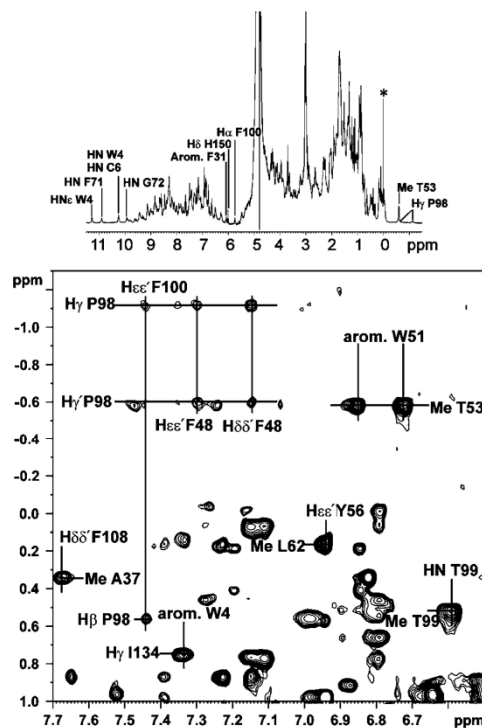 *
Hα F100
Hδ H150
Arom. F31
HN W4
HN C6
HN F71
HN G72
HNε W4
Me T53
Hγ P98
11 10 9 8 7 6 5 4 3 2 1 0 ppm
ppm
Hεε' F100
Hγ P98
-1.0
arom. W51
-0.8
Hγ' P98
-0.6
Me T53
Hεε' F48
Hδδ' F48
-0.4
-0.2
0.0
Hεε' Y56
Hδδ' F108
0.2
Me L62
HN T99
Me A37
0.4
arom. W4
Hβ P98
Me T99
0.6
Hγ I134
0.8
1.0
7.7 7.6 7.5 7.4 7.3 7.2 7.1 7.0 6.9 6.8 6.7 ppm